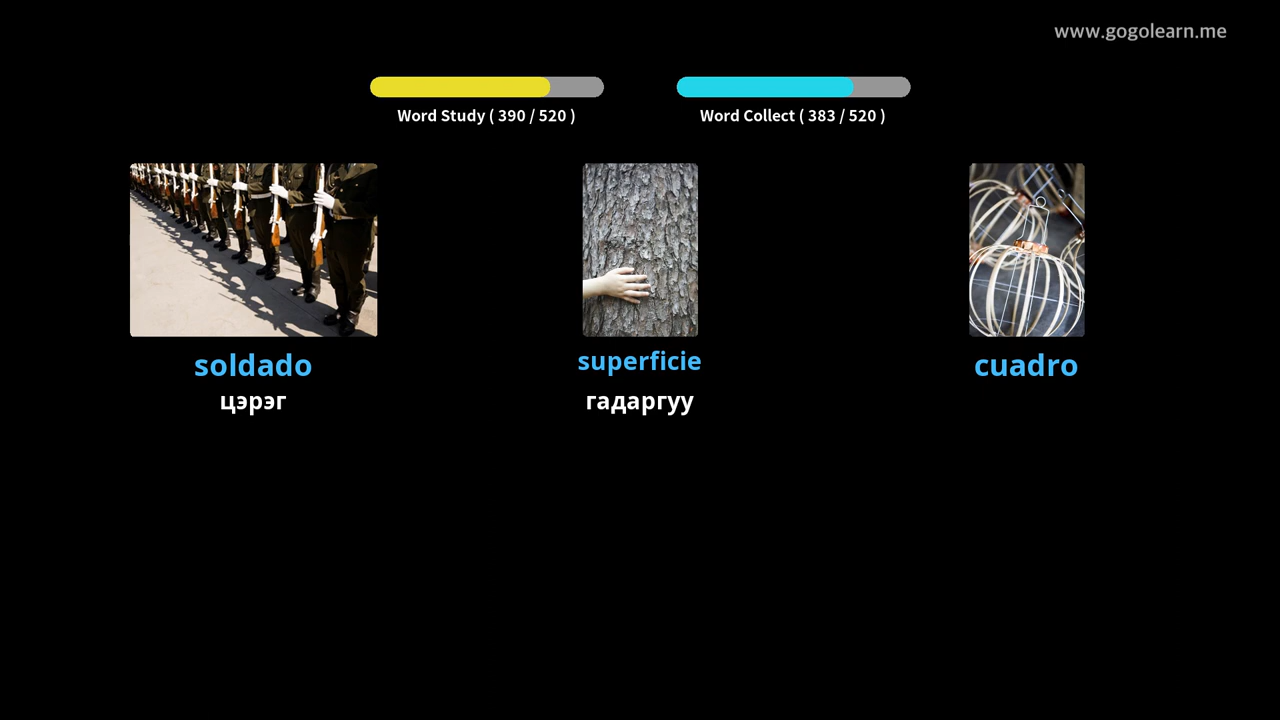 www.gogolearn.me
Word Study ( 390 / 520 )
Word Collect ( 383 / 520 )
soldado
superficie
cuadro
цэрэг
гадаргуу